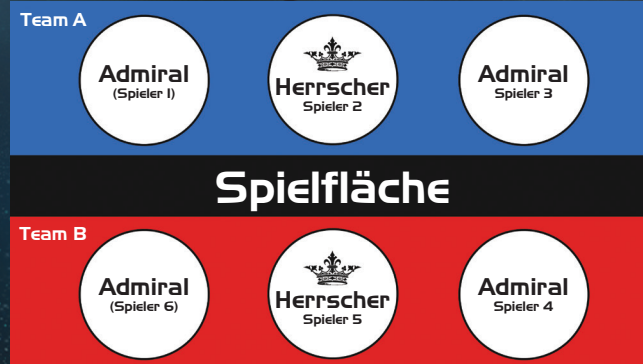 Team A
Admiral
(Spieler 1)
Herrscher
Spieler 2
Admiral
Spieler 3
Spielfläche
Team B
Admiral
(Spieler 6)
Herrscher
Spieler 5
Admiral
Spieler 4